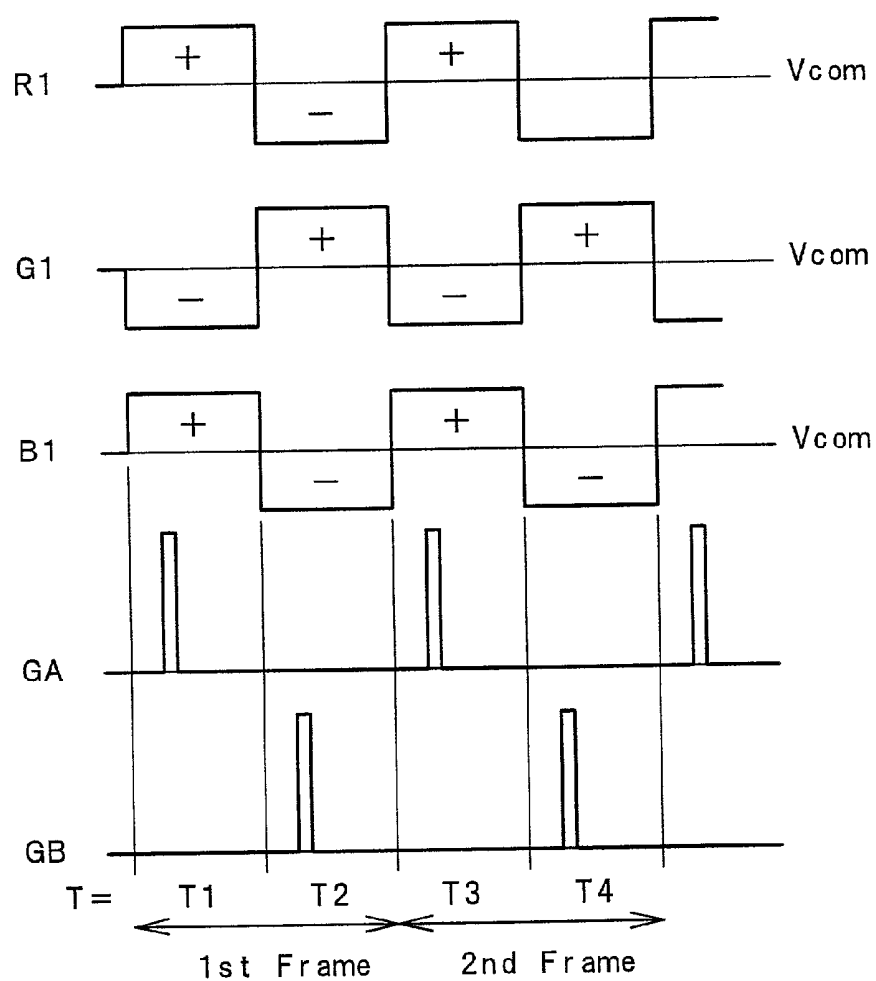 R1 + − + Vcom
G1 − + − + Vcom
B1 + − + − Vcom
GA
GB
T= T1 T2 T3 T4
1st Frame 2nd Frame